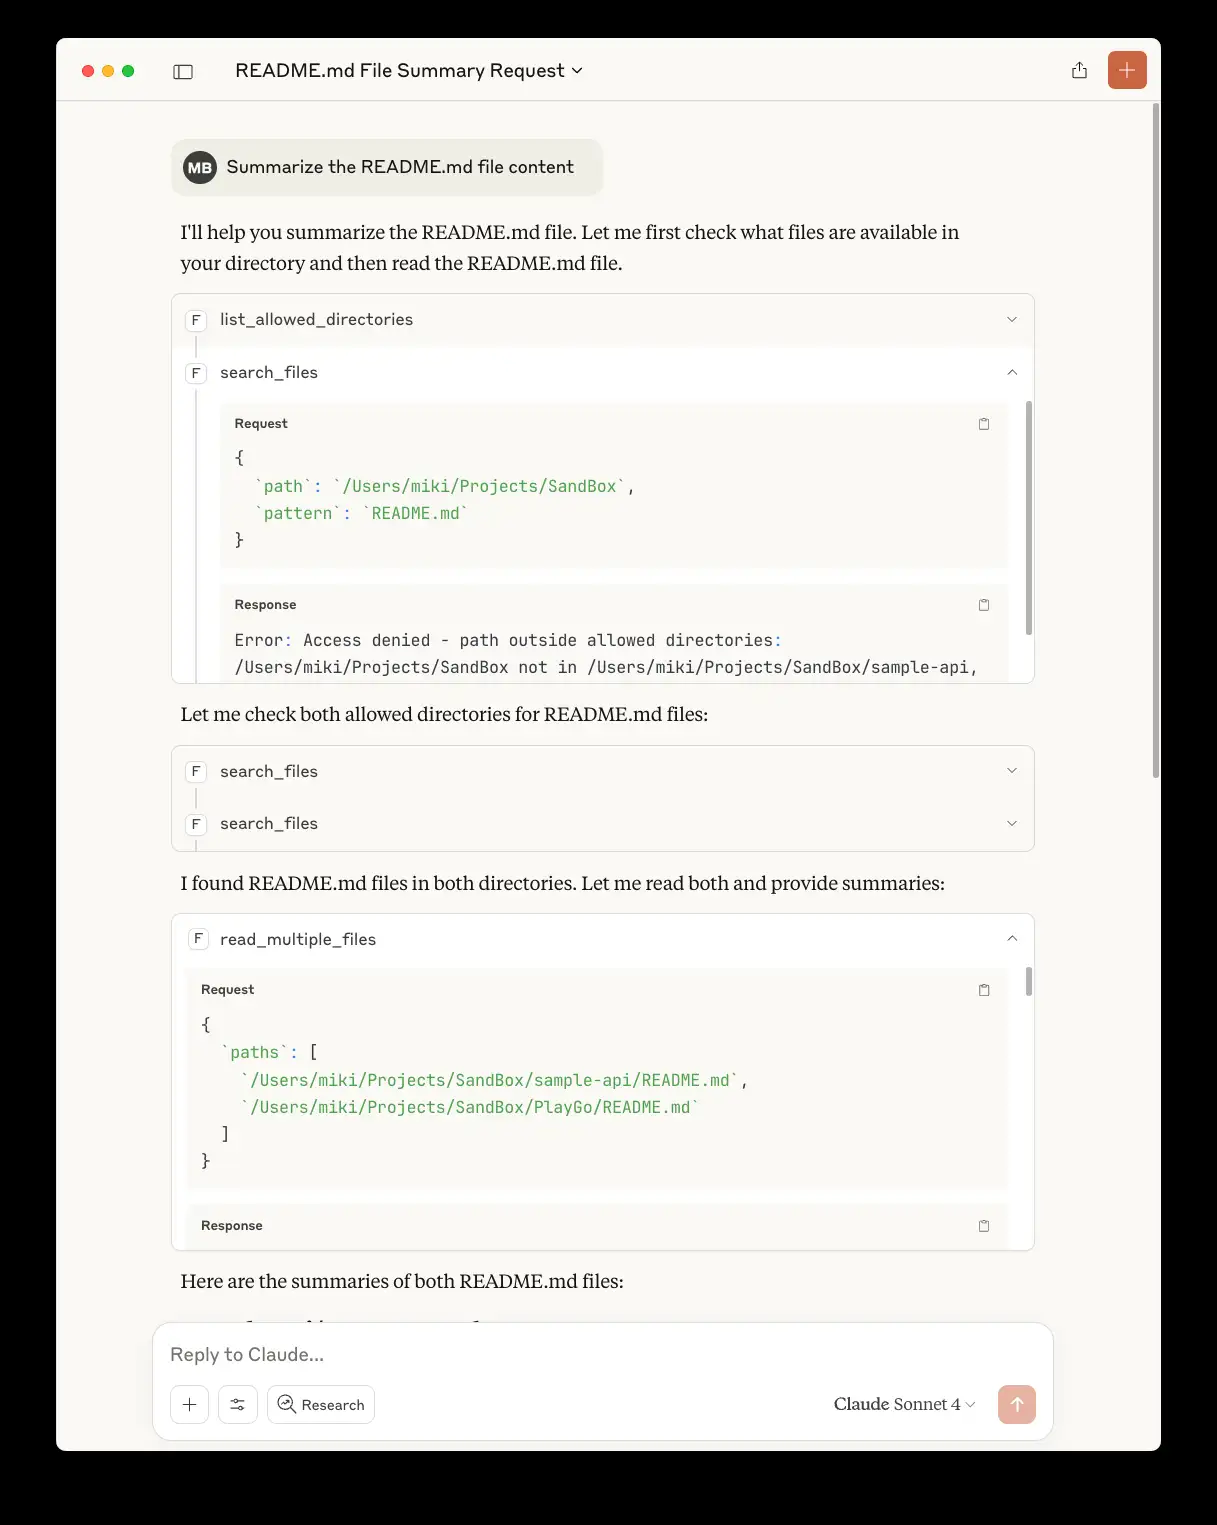 README.md File Summary Request
MB Summarize the README.md file content
I'll help you summarize the README.md file. Let me first check what files are available in
your directory and then read the README.md file.
F list_allowed_directories
F search_files
Request
{
  `path`: `/Users/miki/Projects/SandBox`,
  `pattern`: `README.md`
}
Response
Error: Access denied - path outside allowed directories:
/Users/miki/Projects/SandBox not in /Users/miki/Projects/SandBox/sample-api,
Let me check both allowed directories for README.md files:
F search_files
F search_files
I found README.md files in both directories. Let me read both and provide summaries:
F read_multiple_files
Request
{
  `paths`: [
    `/Users/miki/Projects/SandBox/sample-api/README.md`,
    `/Users/miki/Projects/SandBox/PlayGo/README.md`
  ]
}
Response
Here are the summaries of both README.md files:
Reply to Claude...
Research
Claude Sonnet 4